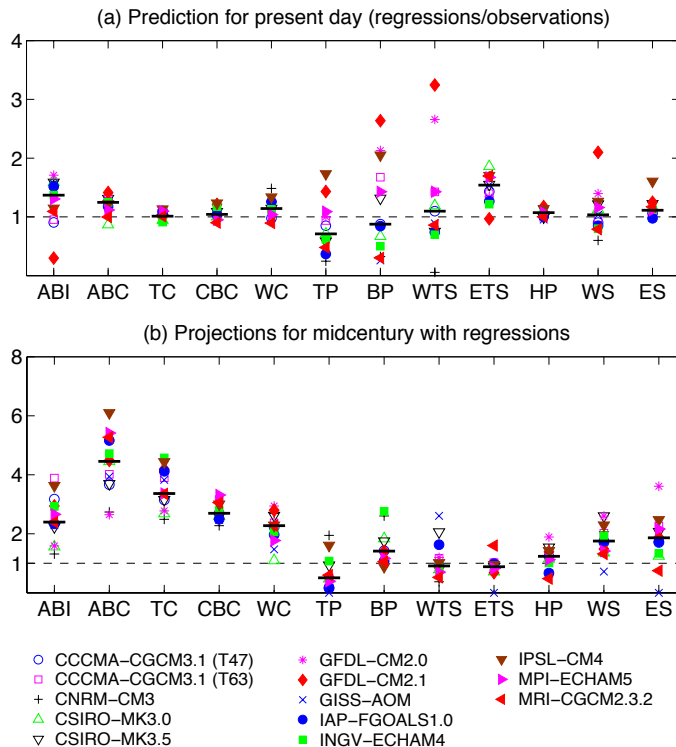 (a) Prediction for present day (regressions/observations)
4
3
2
1
ABI ABC TC CBC WC TP BP WTS ETS HP WS ES
(b) Projections for midcentury with regressions
8
6
4
2
1
ABI ABC TC CBC WC TP BP WTS ETS HP WS ES
CCCMA−CGCM3.1 (T47)
CCCMA−CGCM3.1 (T63)
CNRM−CM3
CSIRO−MK3.0
CSIRO−MK3.5
GFDL−CM2.0
GFDL−CM2.1
GISS−AOM
IAP−FGOALS1.0
INGV−ECHAM4
IPSL−CM4
MPI−ECHAM5
MRI−CGCM2.3.2